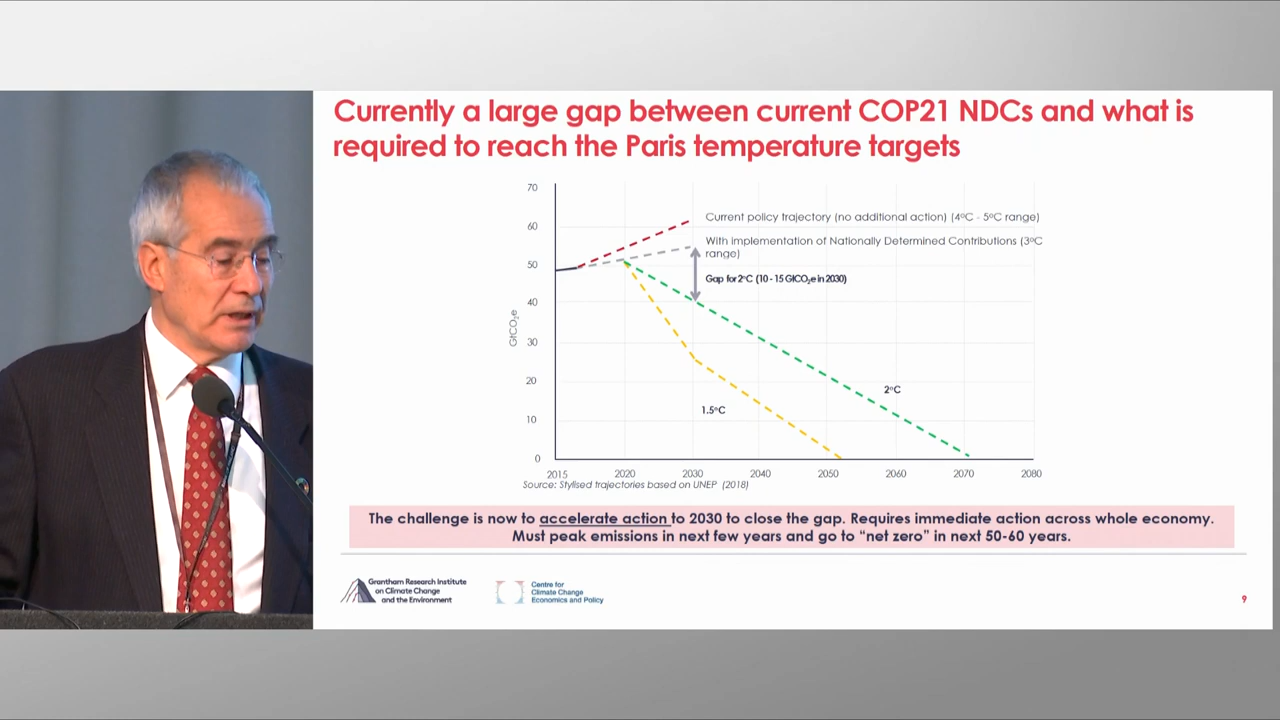 Currently a large gap between current COP21 NDCs and what is
required to reach the Paris temperature targets
70
60
50
40
30
20
10
0
GtCO₂e
Current policy trajectory (no additional action) (4°C - 5°C range)
With implementation of Nationally Determined Contributions (3°C
range)
Gap for 2°C (10 - 15 GtCO₂e in 2030)
2°C
1.5°C
2015 2020 2030 2040 2050 2060 2070 2080
Source: Stylised trajectories based on UNEP (2018)
The challenge is now to accelerate action to 2030 to close the gap. Requires immediate action across whole economy.
Must peak emissions in next few years and go to “net zero” in next 50-60 years.
Grantham Research Institute
on Climate Change
and the Environment
Centre for
Climate Change
Economics and Policy
9